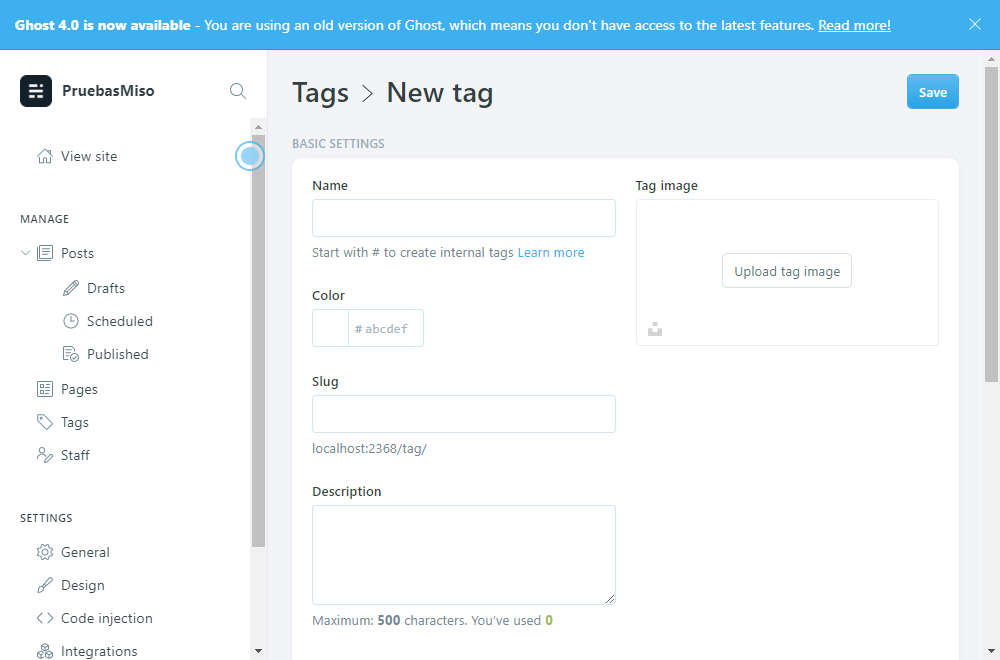 Ghost 4.0 is now available - You are using an old version of Ghost, which means you don't have access to the latest features. Read more!
PruebasMiso
View site
MANAGE
Posts
Drafts
Scheduled
Published
Pages
Tags
Staff
SETTINGS
General
Design
Code injection
Integrations
Tags > New tag
Save
BASIC SETTINGS
Name
Start with # to create internal tags Learn more
Color
# abcdef
Slug
localhost:2368/tag/
Description
Maximum: 500 characters. You've used 0
Tag image
Upload tag image